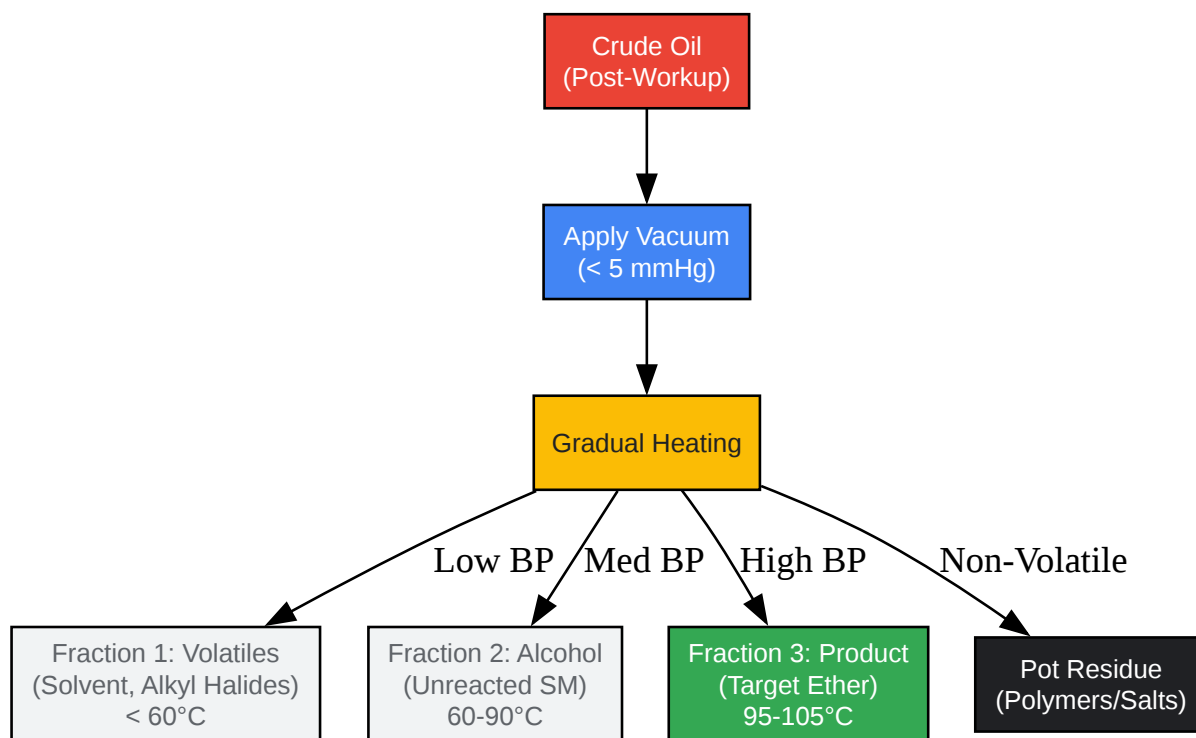 Crude Oil
(Post-Workup)
Apply Vacuum
(< 5 mmHg)
Gradual Heating
Low BP
Med BP
High BP
Non-Volatile
Fraction 1: Volatiles
(Solvent, Alkyl Halides)
< 60°C
Fraction 2: Alcohol
(Unreacted SM)
60-90°C
Fraction 3: Product
(Target Ether)
95-105°C
Pot Residue
(Polymers/Salts)